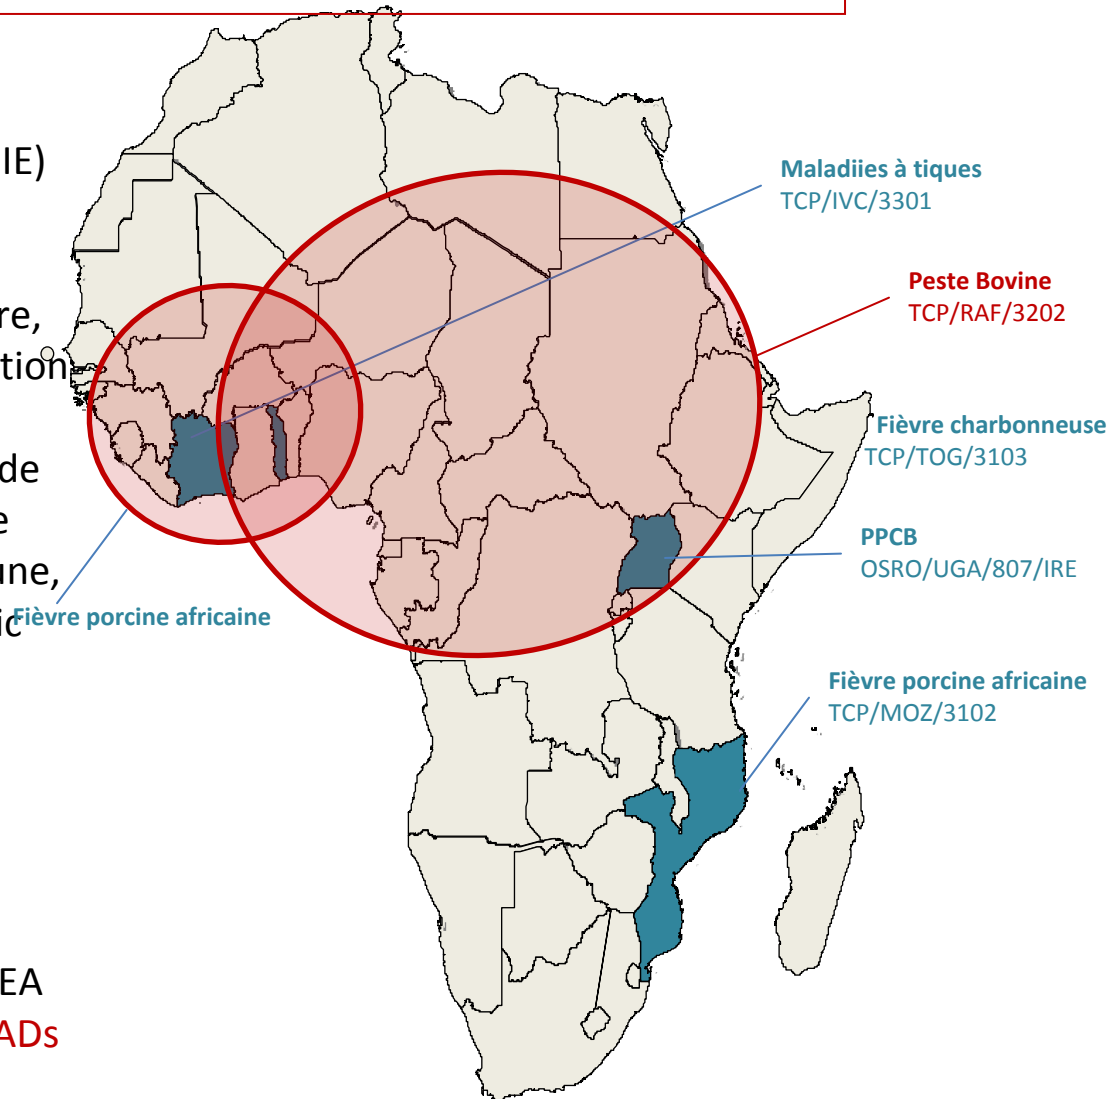 IE)
re,
tion
de
e
une,
ic
Fièvre porcine africaine
EA
ADs
Maladiies à tiques
TCP/IVC/3301
Peste Bovine
TCP/RAF/3202
Fièvre charbonneuse
TCP/TOG/3103
PPCB
OSRO/UGA/807/IRE
Fièvre porcine africaine
TCP/MOZ/3102